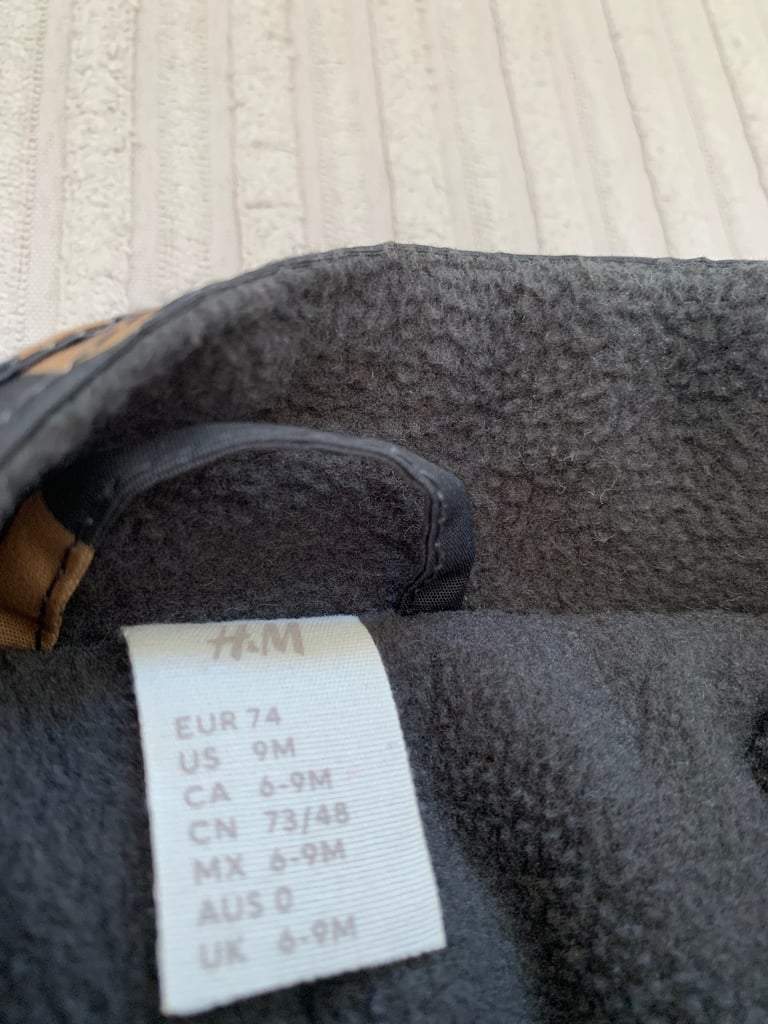 H&M
EUR 74
US 9M
CA 6-9M
CN 73/48
MX 6-9M
AUS 0
UK 6-9M